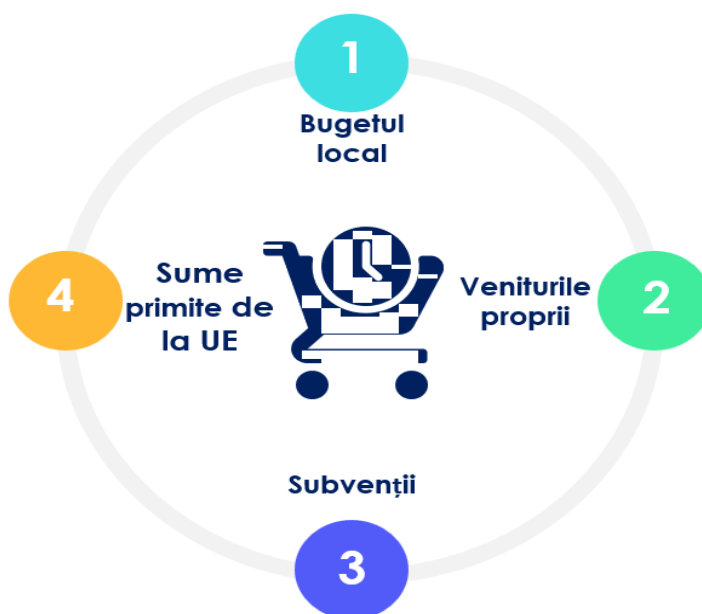 1
Bugetul
local
2
Veniturile
proprii
3
Subvenții
4
Sume
primite de
la UE